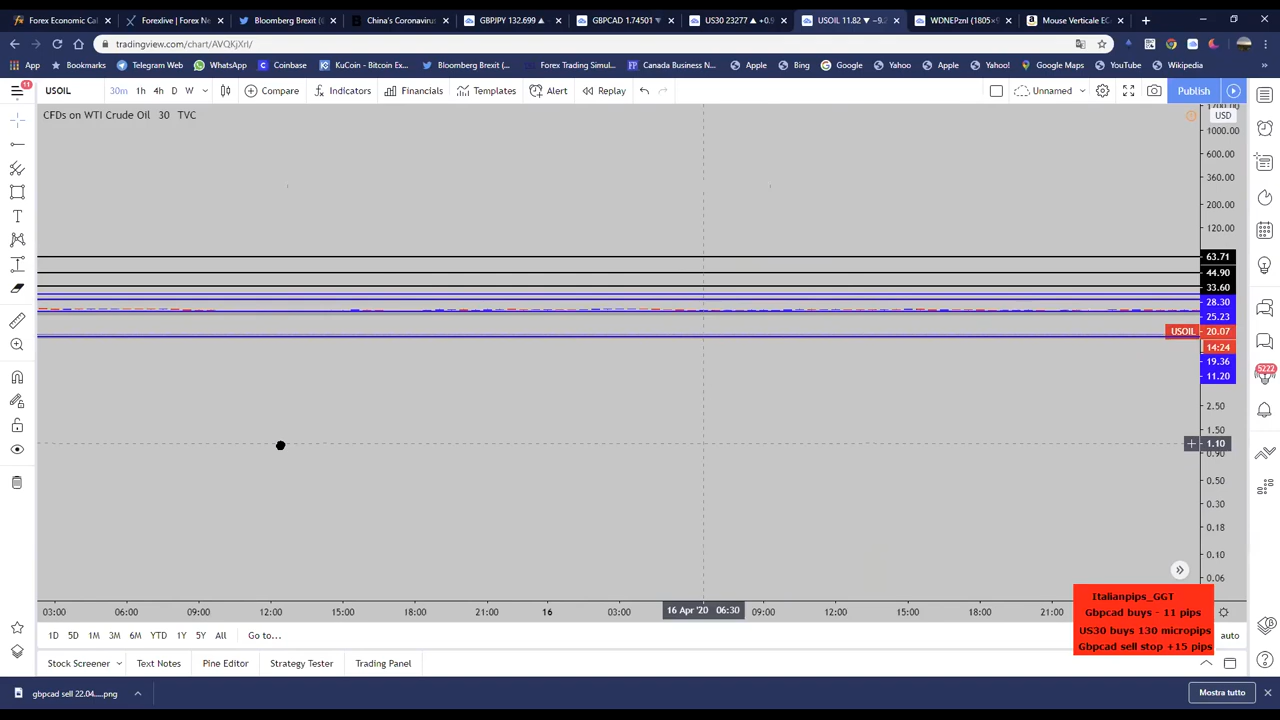 Forex Economic Cal
Forexlive | Forex Ne
Bloomberg Brexit (
China's Coronavirus
GBPJPY 132.699
GBPCAD 1.74501
US30 23277 +0.
USOIL 11.82
WDNEPznI (1805×
Amazon Mouse Verticale EC
tradingview.com/chart/AVQKjXrI/
App
Bookmarks
Telegram Web
WhatsApp
Coinbase
KuCoin - Bitcoin Ex...
Bloomberg Brexit (...
Forex Trading Simul...
Canada Business N...
Apple
Bing
Google
Yahoo
Apple
Yahoo!
Google Maps
YouTube
Wikipedia
11
USOIL
30m 1h 4h D W
Compare
Indicators
Financials
Templates
Alert
Replay
Unnamed
Publish
CFDs on WTI Crude Oil 30 TVC
USD
1000.00
600.00
360.00
200.00
120.00
63.71
44.90
33.60
28.30
25.23
USOIL 20.07
14:24
19.36
11.20
2.50
1.50
1.10
0.90
0.50
0.30
0.18
0.10
0.06
5222
03:00 06:00 09:00 12:00 15:00 18:00 21:00 16 03:00 16 Apr '20 06:30 09:00 12:00 15:00 18:00 21:00
Italianpips_GGT
Gbpcad buys - 11 pips
US30 buys 130 micropips
Gbpcad sell stop +15 pips
1D 5D 1M 3M 6M YTD 1Y 5Y All Go to...
auto
Stock Screener
Text Notes
Pine Editor
Strategy Tester
Trading Panel
gbpcad sell 22.04.....png
Mostra tutto